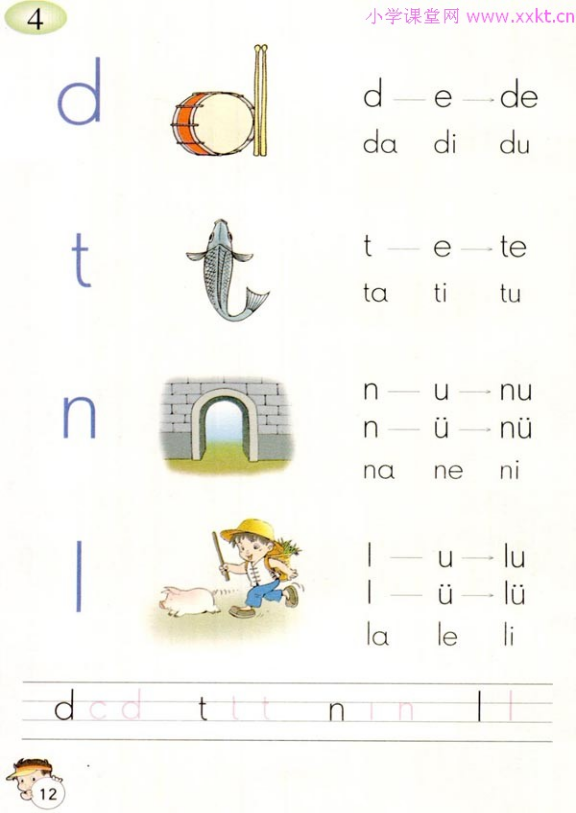 4
小学课堂网 www.xxkt.cn
d
d — e → de
da di du
t
t — e → te
ta ti tu
n
n — u → nu
n — ü → nü
na ne ni
l
l — u → lu
l — ü → lü
la le li
d c d t l t n ı n l l
12